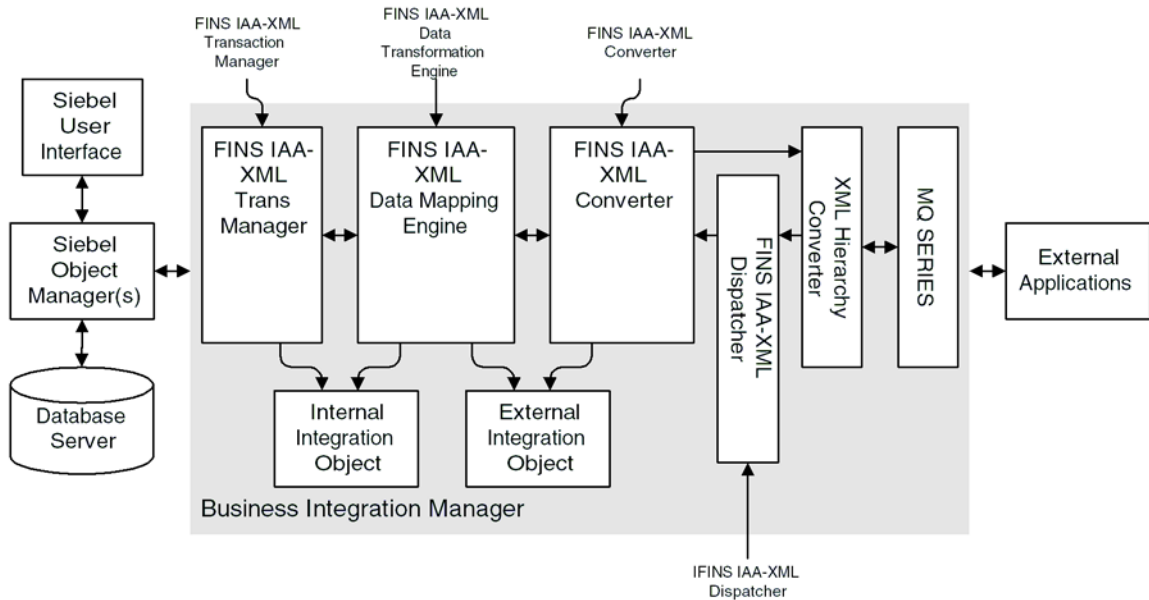 FINS IAA-XML
Transaction
Manager
FINS IAA-XML
Data
Transformation
Engine
FINS IAA-XML
Converter
Siebel
User
Interface
Siebel
Object
Manager(s)
Database
Server
FINS IAA-
XML
Trans
Manager
FINS IAA-
XML
Data Mapping
Engine
FINS IAA-
XML
Converter
FINS IAA-XML
Dispatcher
XML Hierarchy
Converter
MQ SERIES
External
Applications
Internal
Integration
Object
External
Integration
Object
Business Integration Manager
IFINS IAA-XML
Dispatcher